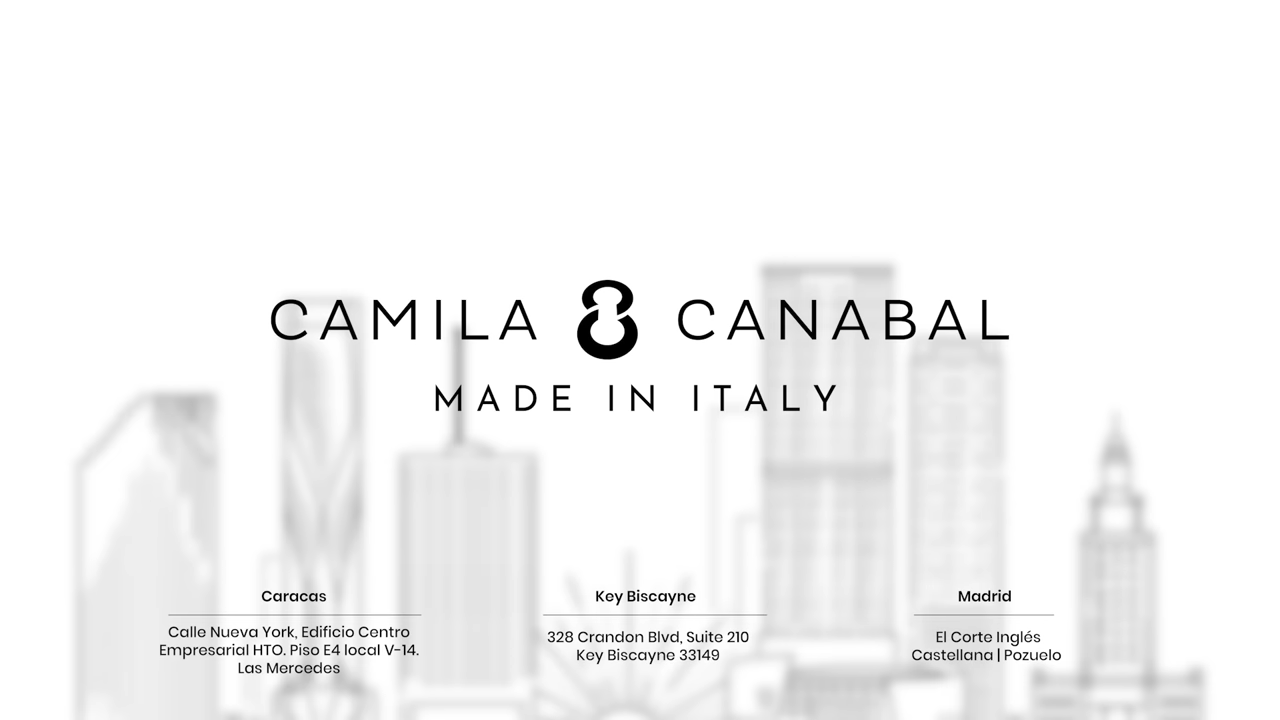 CAMILA CANABAL
MADE IN ITALY
Caracas
Calle Nueva York, Edificio Centro
Empresarial HTO. Piso E4 local V-14.
Las Mercedes
Key Biscayne
328 Crandon Blvd, Suite 210
Key Biscayne 33149
Madrid
El Corte Inglés
Castellana | Pozuelo